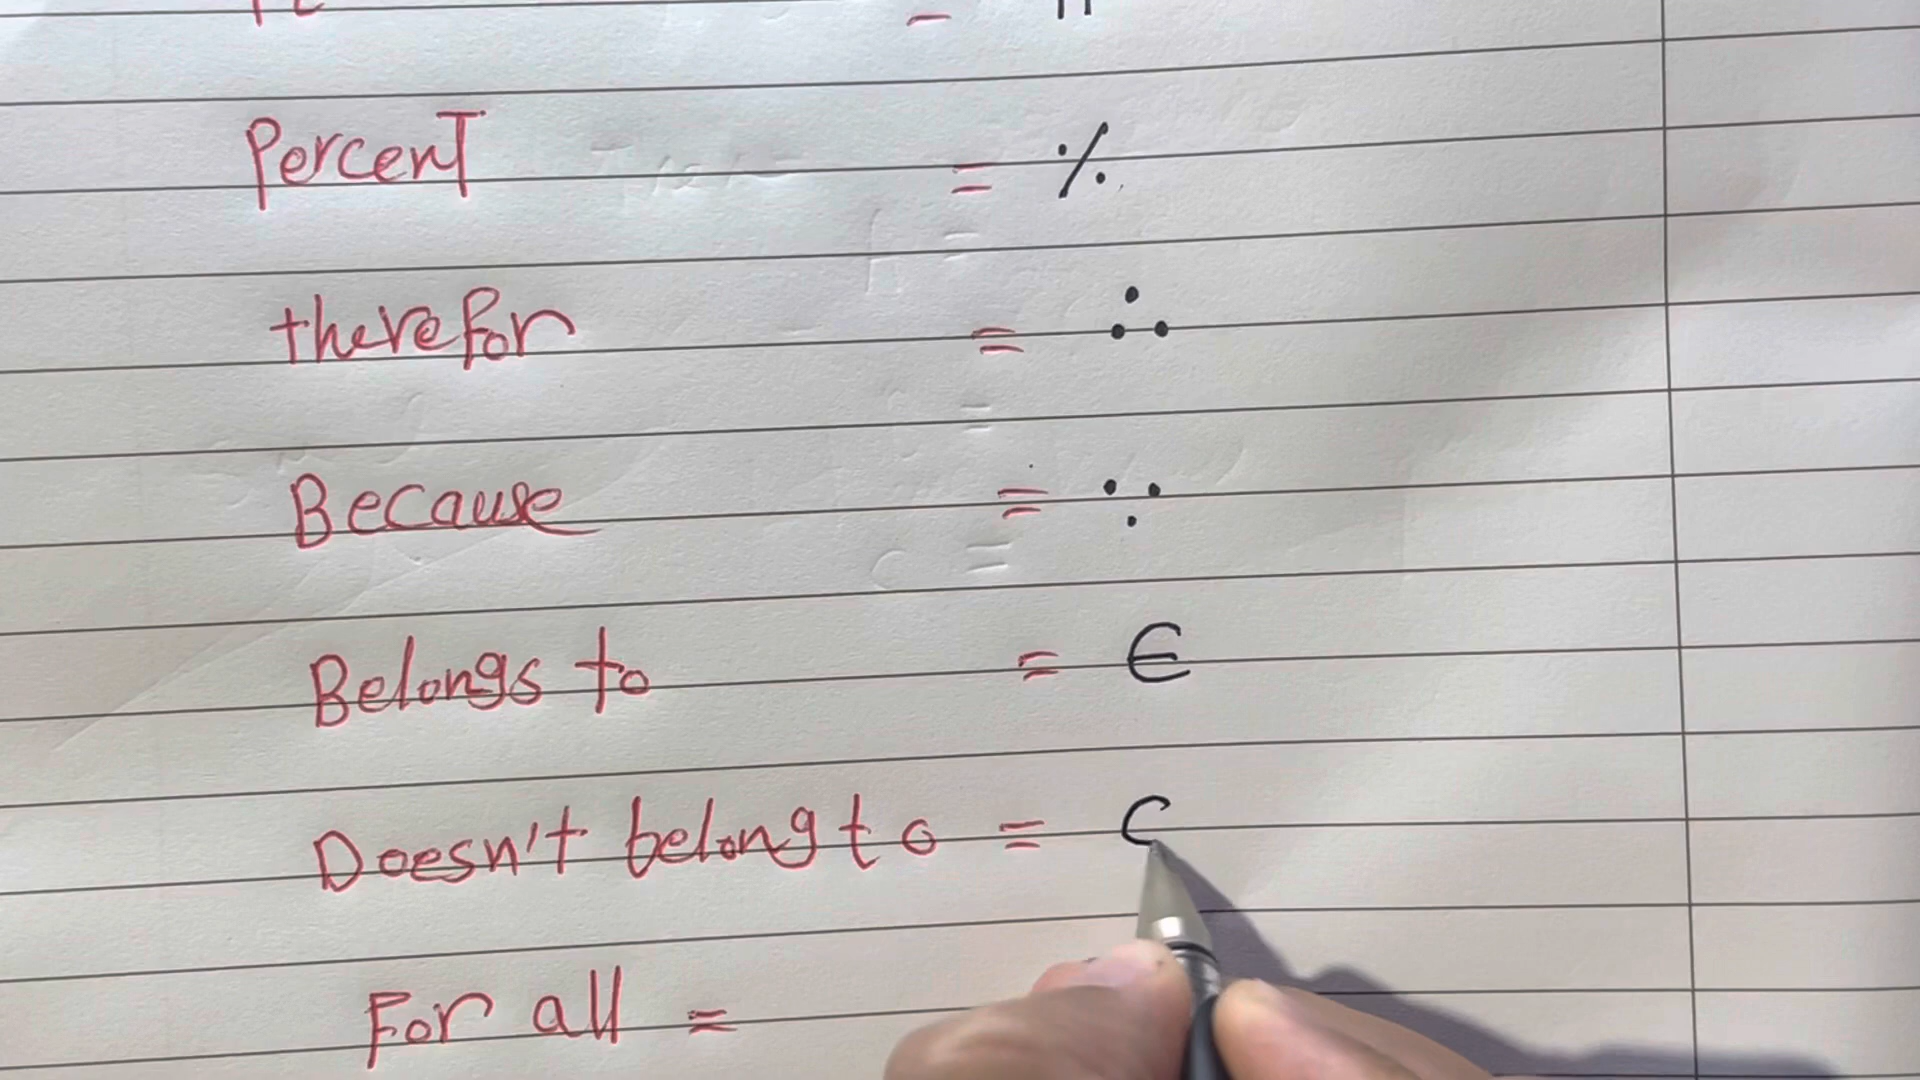 Percent = %
therefor = ∴
Because = ∵
Belongs to = ∈
Doesn't belong to = C
For all =